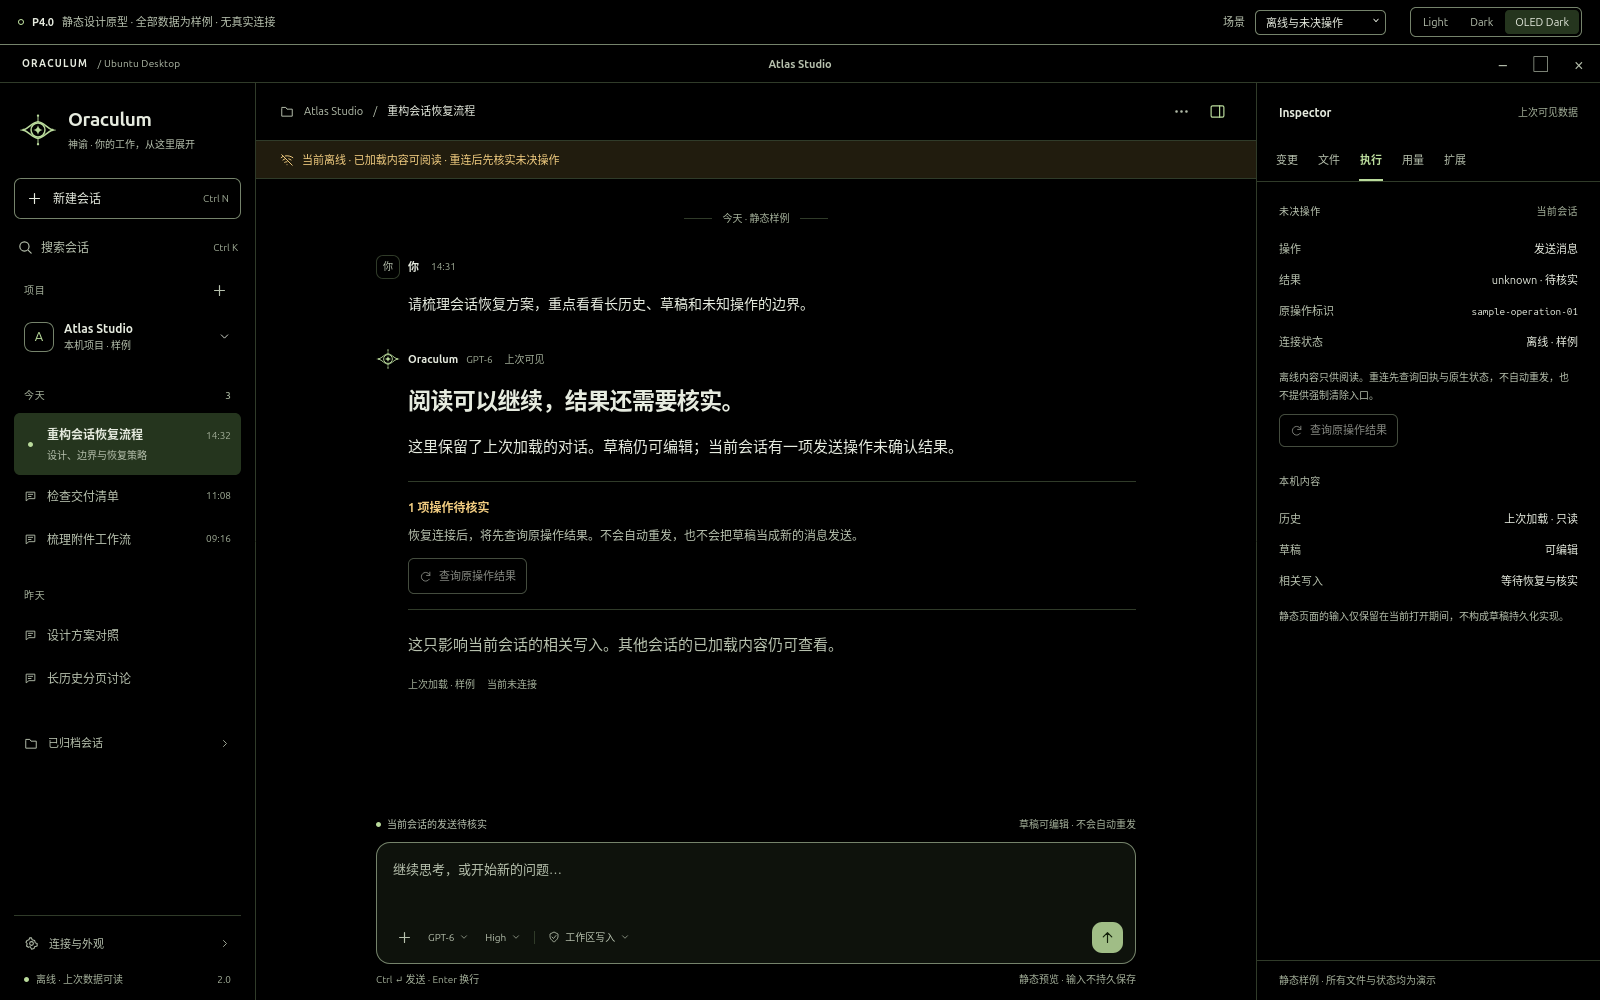 P4.0 静态设计原型 · 全部数据为样例 · 无真实连接
场景 离线与未决操作 Light Dark OLED Dark
ORACULUM / Ubuntu Desktop
Atlas Studio
Oraculum
神谕 · 你的工作，从这里展开
新建会话 Ctrl N
搜索会话 Ctrl K
项目
A
Atlas Studio
本机项目 · 样例
今天 3
重构会话恢复流程 14:32
设计、边界与恢复策略
检查交付清单 11:08
梳理附件工作流 09:16
昨天
设计方案对照
长历史分页讨论
已归档会话
连接与外观
离线 · 上次数据可读 2.0
Atlas Studio / 重构会话恢复流程
当前离线 · 已加载内容可阅读 · 重连后先核实未决操作
今天 · 静态样例
你 你 14:31
请梳理会话恢复方案，重点看看长历史、草稿和未知操作的边界。
Oraculum GPT-6 上次可见
阅读可以继续，结果还需要核实。
这里保留了上次加载的对话。草稿仍可编辑；当前会话有一项发送操作未确认结果。
1 项操作待核实
恢复连接后，将先查询原操作结果。不会自动重发，也不会把草稿当成新的消息发送。
查询原操作结果
这只影响当前会话的相关写入。其他会话的已加载内容仍可查看。
上次加载 · 样例 当前未连接
当前会话的发送待核实 草稿可编辑 · 不会自动重发
继续思考，或开始新的问题…
GPT-6 High 工作区写入
Ctrl ↵ 发送 · Enter 换行 静态预览 · 输入不持久保存
Inspector 上次可见数据
变更 文件 执行 用量 扩展
未决操作 当前会话
操作 发送消息
结果 unknown · 待核实
原操作标识 sample-operation-01
连接状态 离线 · 样例
离线内容只供阅读。重连先查询回执与原生状态，不自动重发，也
不提供强制清除入口。
查询原操作结果
本机内容
历史 上次加载 · 只读
草稿 可编辑
相关写入 等待恢复与核实
静态页面的输入仅保留在当前打开期间，不构成草稿持久化实现。
静态样例 · 所有文件与状态均为演示